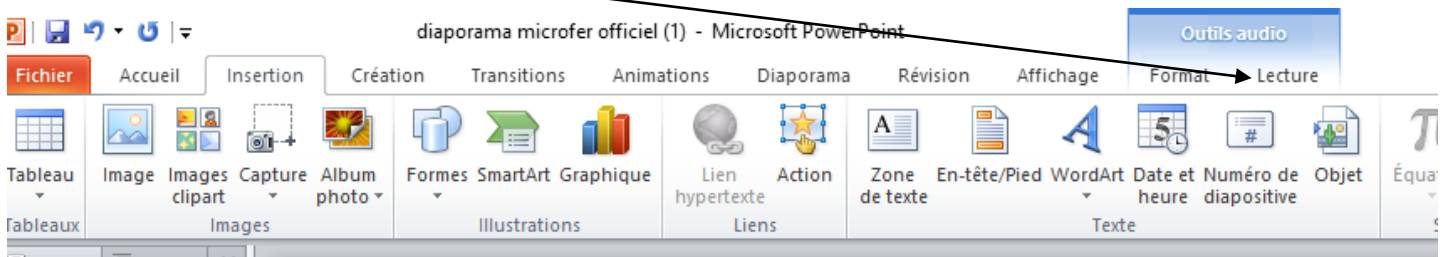 diaporama microfer officiel (1) - Microsoft PowerPoint
Outils audio
Fichier Accueil Insertion Création Transitions Animations Diaporama Révision Affichage Format Lecture
Tableau Image Images clipart Capture Album photo Formes SmartArt Graphique Lien hypertexte Action Zone de texte En-tête/Pied WordArt Date et heure Numéro de diapositive Objet
Tableaux Images Illustrations Liens Texte